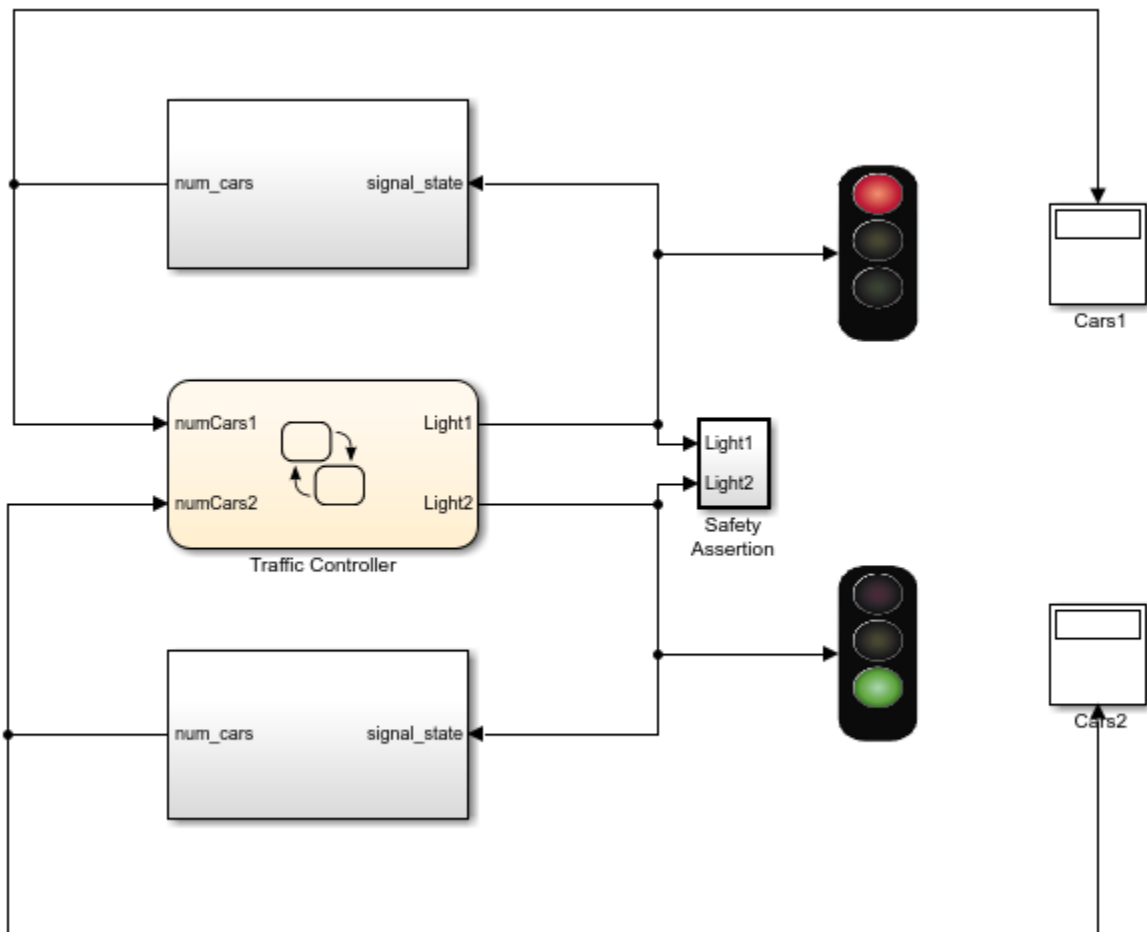 num_cars
signal_state
Cars1
numCars1
Light1
numCars2
Light2
Traffic Controller
Light1
Light2
Safety
Assertion
num_cars
signal_state
Cars2